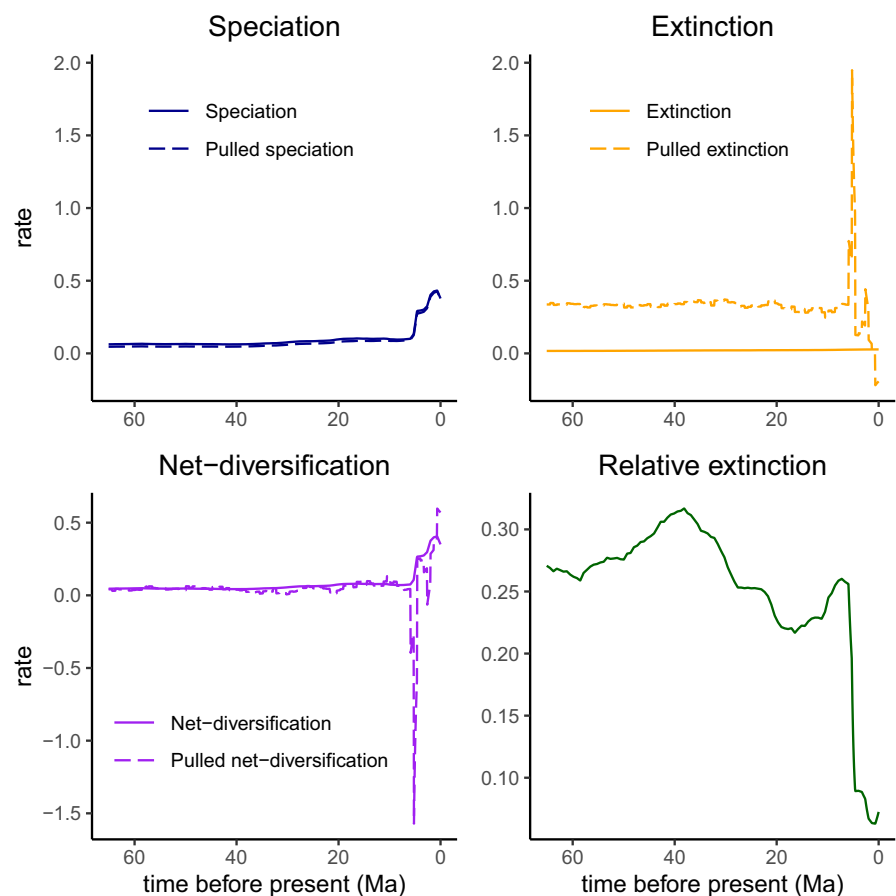 Speciation
2.0
1.5
1.0
0.5
0.0
rate
Speciation
Pulled speciation
60
40
20
0
Extinction
2.0
1.5
1.0
0.5
0.0
Extinction
Pulled extinction
60
40
20
0
Net−diversification
0.5
0.0
−0.5
−1.0
−1.5
rate
Net−diversification
Pulled net−diversification
60
40
20
0
time before present (Ma)
Relative extinction
0.30
0.25
0.20
0.15
0.10
60
40
20
0
time before present (Ma)